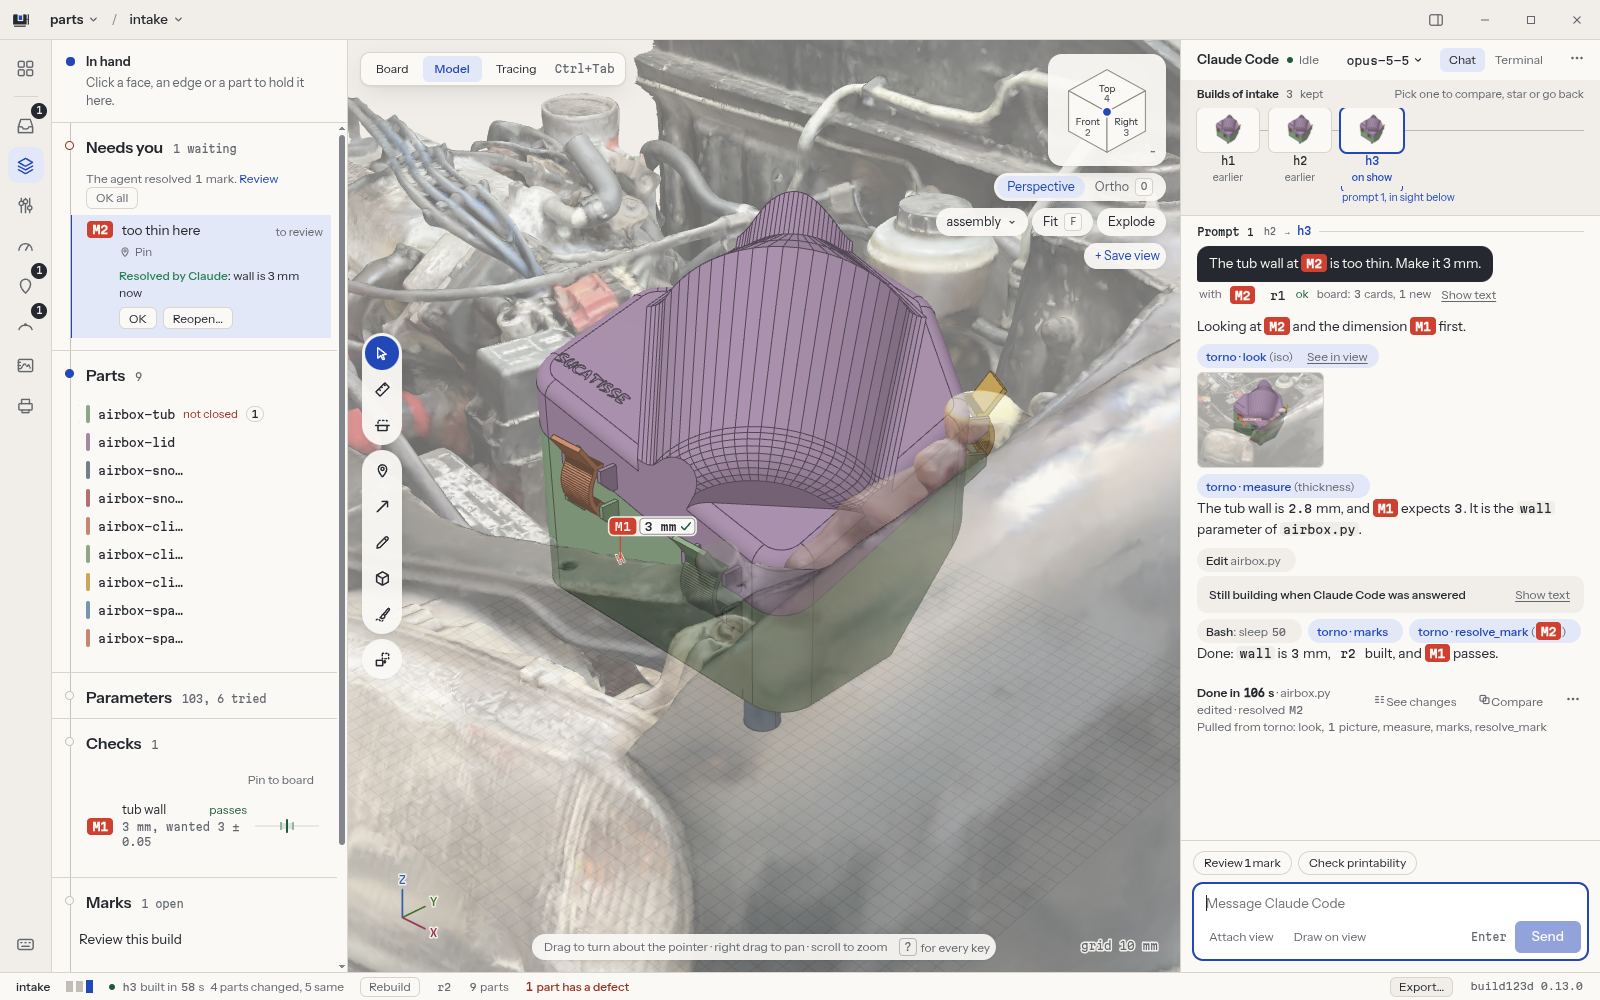 parts / intake
In hand
Click a face, an edge or a part to hold it
here.
Needs you 1 waiting
The agent resolved 1 mark. Review
OK all
M2 too thin here to review
Pin
Resolved by Claude: wall is 3 mm
now
OK Reopen…
Parts 9
airbox-tub not closed 1
airbox-lid
airbox-sno…
airbox-sno…
airbox-cli…
airbox-cli…
airbox-cli…
airbox-spa…
airbox-spa…
Parameters 103, 6 tried
Checks 1
Pin to board
tub wall passes
M1 3 mm, wanted 3 ±
0.05
Marks 1 open
Review this build
1
1
1
Board Model Tracing Ctrl+Tab
Top
4
Front
2
Right
3
Perspective Ortho 0
assembly Fit F Explode
+ Save view
SUCATISSE
M1 3 mm
Z
Y
X
Drag to turn about the pointer · right drag to pan · scroll to zoom ? for every key
grid 10 mm
Claude Code Idle opus-5-5 Chat Terminal
Builds of intake 3 kept Pick one to compare, star or go back
h1 h2 h3
earlier earlier on show
prompt 1, in sight below
Prompt 1 h2 → h3
The tub wall at M2 is too thin. Make it 3 mm.
with M2 r1 ok board: 3 cards, 1 new Show text
Looking at M2 and the dimension M1 first.
torno · look (iso) See in view
torno · measure (thickness)
The tub wall is 2.8 mm, and M1 expects 3. It is the wall
parameter of airbox.py.
Edit airbox.py
Still building when Claude Code was answered Show text
Bash: sleep 50 torno · marks torno · resolve_mark (M2)
Done: wall is 3 mm, r2 built, and M1 passes.
Done in 106 s · airbox.py
edited · resolved M2
See changes Compare
Pulled from torno: look, 1 picture, measure, marks, resolve_mark
Review 1 mark Check printability
Message Claude Code
Attach view Draw on view Enter Send
intake h3 built in 58 s 4 parts changed, 5 same Rebuild r2 9 parts 1 part has a defect Export… build123d 0.13.0